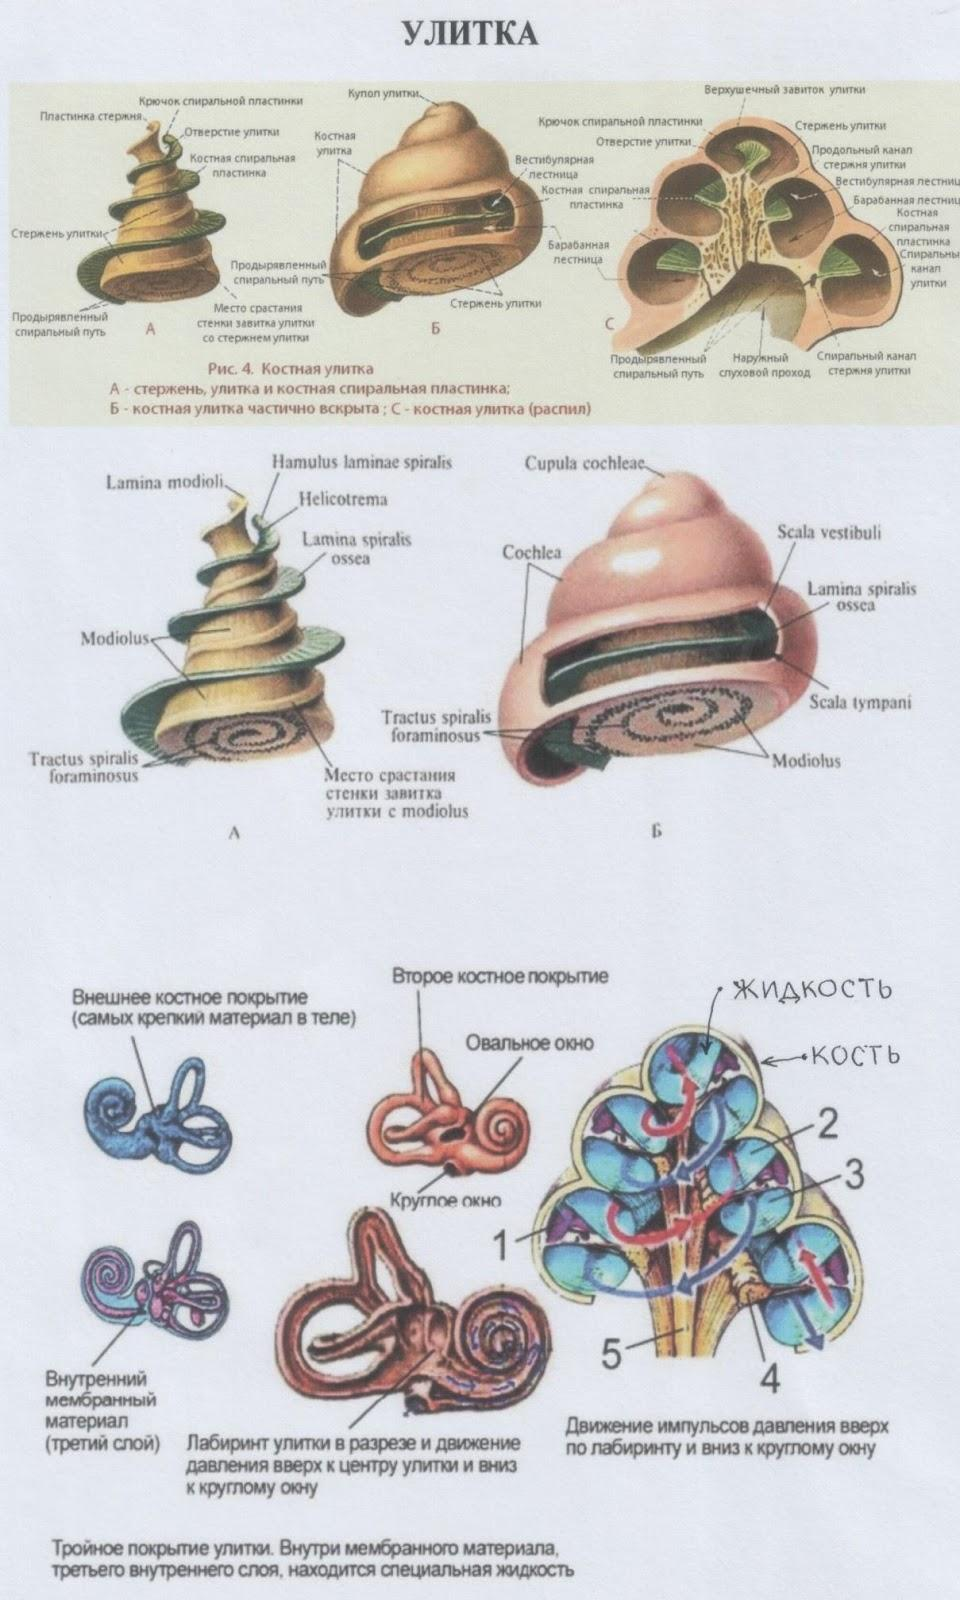 УЛИТКА
Крючок спиральной пластинки
Пластинка стержня
Отверстие улитки
Костная спиральная
пластинка
Стержень улитки
Продырявленный
спиральный путь
Место срастания
стенки завитка улитки
со стержнем улитки
А
Купол улитки
Костная
улитка
Вестибулярная
лестница
Костная спиральная
пластинка
Барабанная
лестница
Продырявленный
спиральный путь
Стержень улитки
Б
Верхушечный завиток улитки
Крючок спиральной пластинки
Отверстие улитки
Стержень улитки
Продольный канал
стержня улитки
Вестибулярная лестниц
Барабанная лестниц
Костная
спиральная
пластинка
Спиральны
канал
улитки
С
Продырявленный
спиральный путь
Наружный
слуховой проход
Спиральный канал
стержня улитки
Рис. 4. Костная улитка
А - стержень, улитка и костная спиральная пластинка;
Б - костная улитка частично вскрыта ; С - костная улитка (распил)
Hamulus laminae spiralis
Lamina modioli
Helicotrema
Lamina spiralis
ossea
Modiolus
Tractus spiralis
foraminosus
Место срастания
стенки завитка
улитки с modiolus
А
Cupula cochleae
Cochlea
Scala vestibuli
Lamina spiralis
ossea
Scala tympani
Tractus spiralis
foraminosus
Modiolus
Б
Внешнее костное покрытие
(самых крепкий материал в теле)
Второе костное покрытие
Овальное окно
Круглое окно
ЖИДКОСТЬ
КОСТЬ
1
2
3
4
5
Внутренний
мембранный
материал
(третий слой)
Лабиринт улитки в разрезе и движение
давления вверх к центру улитки и вниз
к круглому окну
Движение импульсов давления вверх
по лабиринту и вниз к круглому окну
Тройное покрытие улитки. Внутри мембранного материала,
третьего внутреннего слоя, находится специальная жидкость